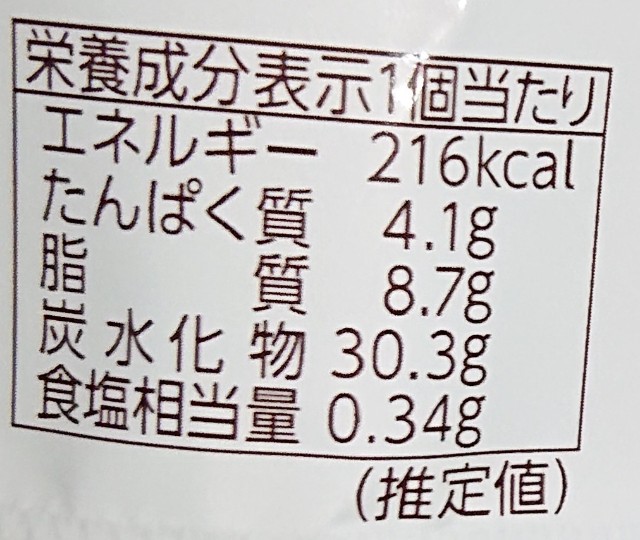 栄養成分表示1個当たり
エネルギー 216kcal
たんぱく質 4.1g
脂質 8.7g
炭水化物 30.3g
食塩相当量 0.34g
(推定値)